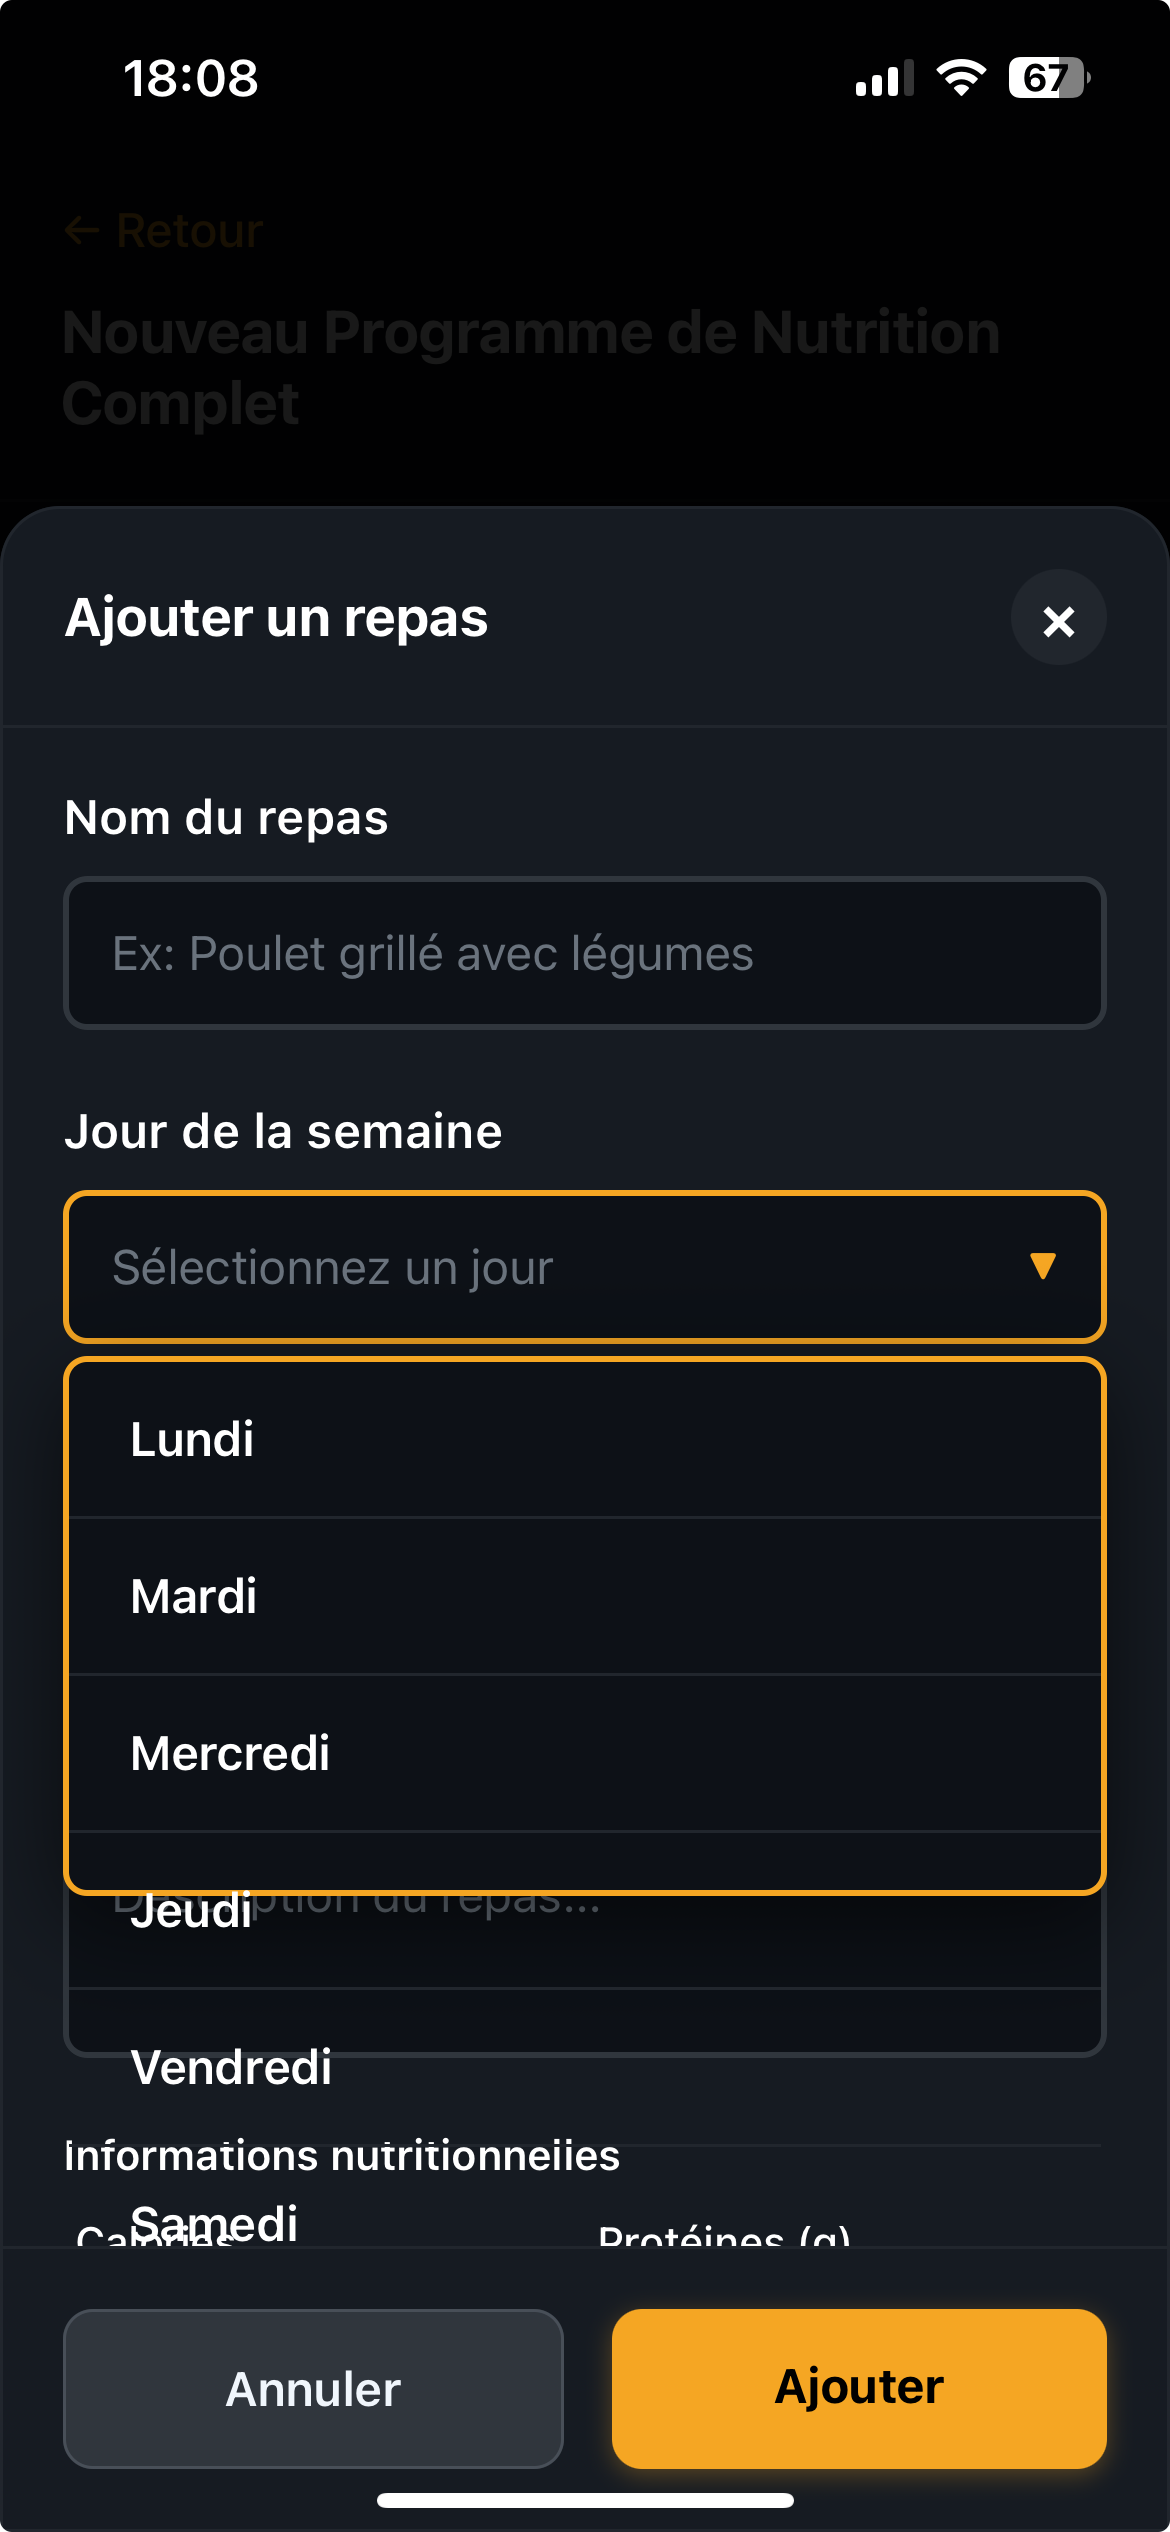 18:08
67
← Retour
Nouveau Programme de Nutrition
Complet
Ajouter un repas
×
Nom du repas
Ex: Poulet grillé avec légumes
Jour de la semaine
Sélectionnez un jour
Lundi
Mardi
Mercredi
Description du repas...
Jeudi
Vendredi
Informations nutritionnelles
Samedi
Calories
Protéines (g)
Annuler
Ajouter